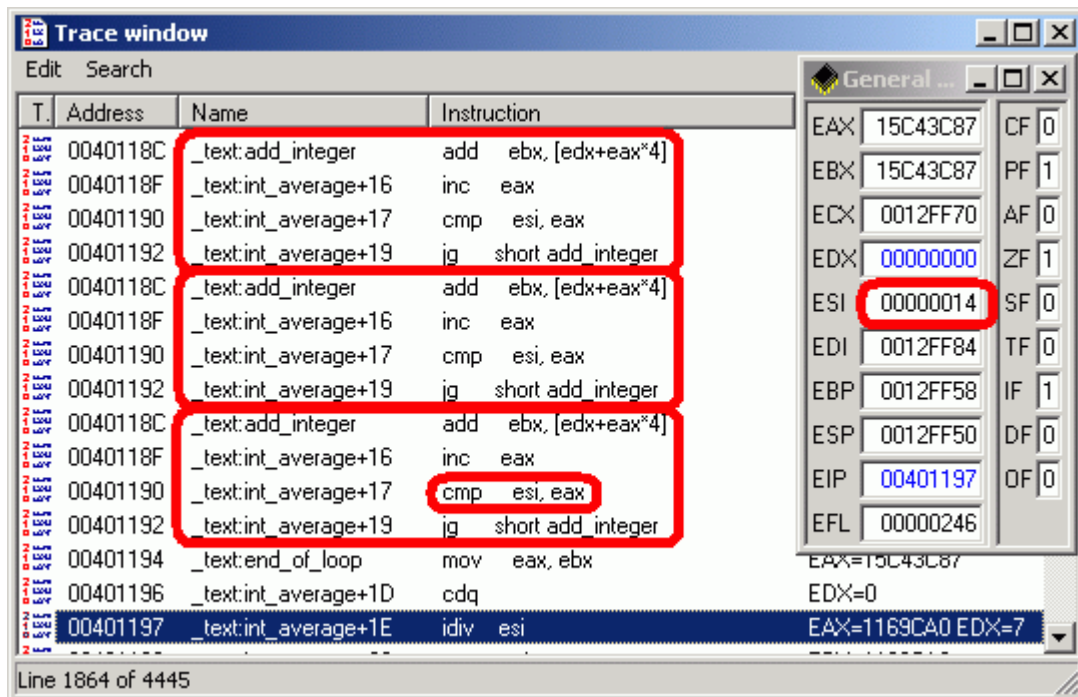 Trace window
Edit Search
T. Address Name Instruction
0040118C _text:add_integer add ebx, [edx+eax*4]
0040118F _text:int_average+16 inc eax
00401190 _text:int_average+17 cmp esi, eax
00401192 _text:int_average+19 jg short add_integer
0040118C _text:add_integer add ebx, [edx+eax*4]
0040118F _text:int_average+16 inc eax
00401190 _text:int_average+17 cmp esi, eax
00401192 _text:int_average+19 jg short add_integer
0040118C _text:add_integer add ebx, [edx+eax*4]
0040118F _text:int_average+16 inc eax
00401190 _text:int_average+17 cmp esi, eax
00401192 _text:int_average+19 jg short add_integer
00401194 _text:end_of_loop mov eax, ebx EAX=15C43C87
00401196 _text:int_average+1D cdq EDX=0
00401197 _text:int_average+1E idiv esi EAX=1169CA0 EDX=7
Line 1864 of 4445
General ...
EAX 15C43C87 CF 0
EBX 15C43C87 PF 1
ECX 0012FF70 AF 0
EDX 00000000 ZF 1
ESI 00000014 SF 0
EDI 0012FF84 TF 0
EBP 0012FF58 IF 1
ESP 0012FF50 DF 0
EIP 00401197 OF 0
EFL 00000246